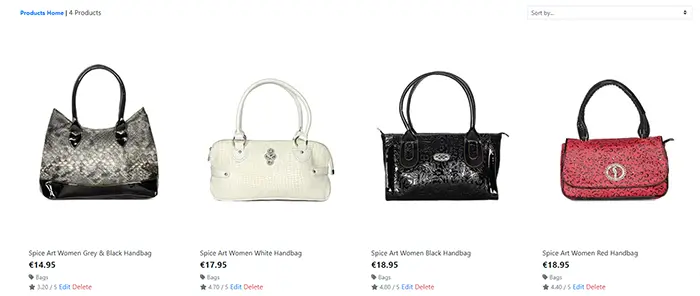 Products Home | 4 Products
Sort by...
Spice Art Women Grey & Black Handbag
€14.95
Bags
3.20 / 5 Edit Delete
Spice Art Women White Handbag
€17.95
Bags
4.70 / 5 Edit Delete
Spice Art Women Black Handbag
€18.95
Bags
4.00 / 5 Edit Delete
Spice Art Women Red Handbag
€18.95
Bags
4.40 / 5 Edit Delete